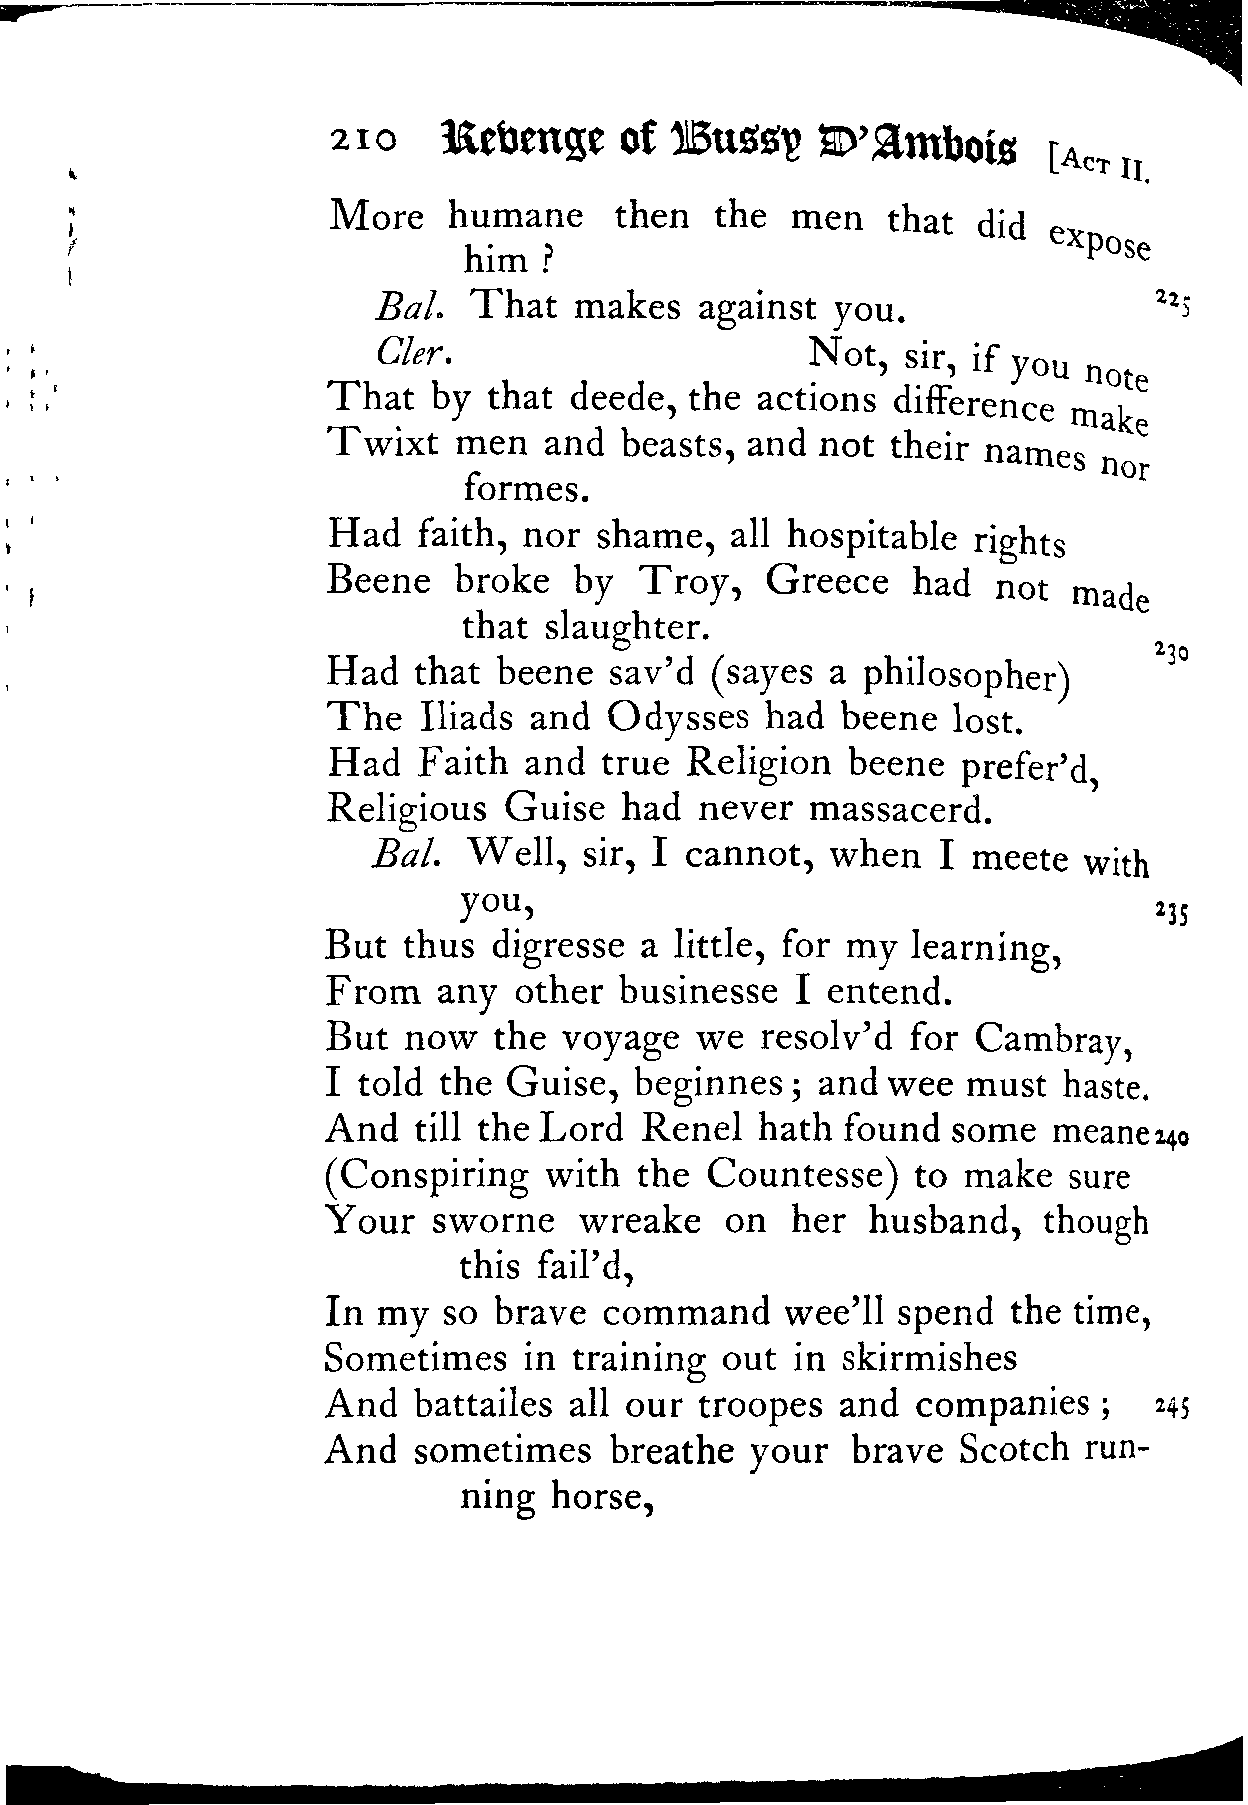 210 Revenge of Bussy D'Ambois [ACT II.
More humane then the men that did expose
him ?
Bal. That makes against you. 225
Cler. Not, sir, if you note
That by that deede, the actions difference make
Twixt men and beasts, and not their names nor
formes.
Had faith, nor shame, all hospitable rights
Beene broke by Troy, Greece had not made
that slaughter. 230
Had that beene sav'd (sayes a philosopher)
The Iliads and Odysses had beene lost.
Had Faith and true Religion beene prefer'd,
Religious Guise had never massacerd.
Bal. Well, sir, I cannot, when I meete with
you, 235
But thus digresse a little, for my learning,
From any other businesse I entend.
But now the voyage we resolv'd for Cambray,
I told the Guise, beginnes; and wee must haste.
And till the Lord Renel hath found some meane 240
(Conspiring with the Countesse) to make sure
Your sworne wreake on her husband, though
this fail'd,
In my so brave command wee'll spend the time,
Sometimes in training out in skirmishes
And battailes all our troopes and companies; 245
And sometimes breathe your brave Scotch run-
ning horse,